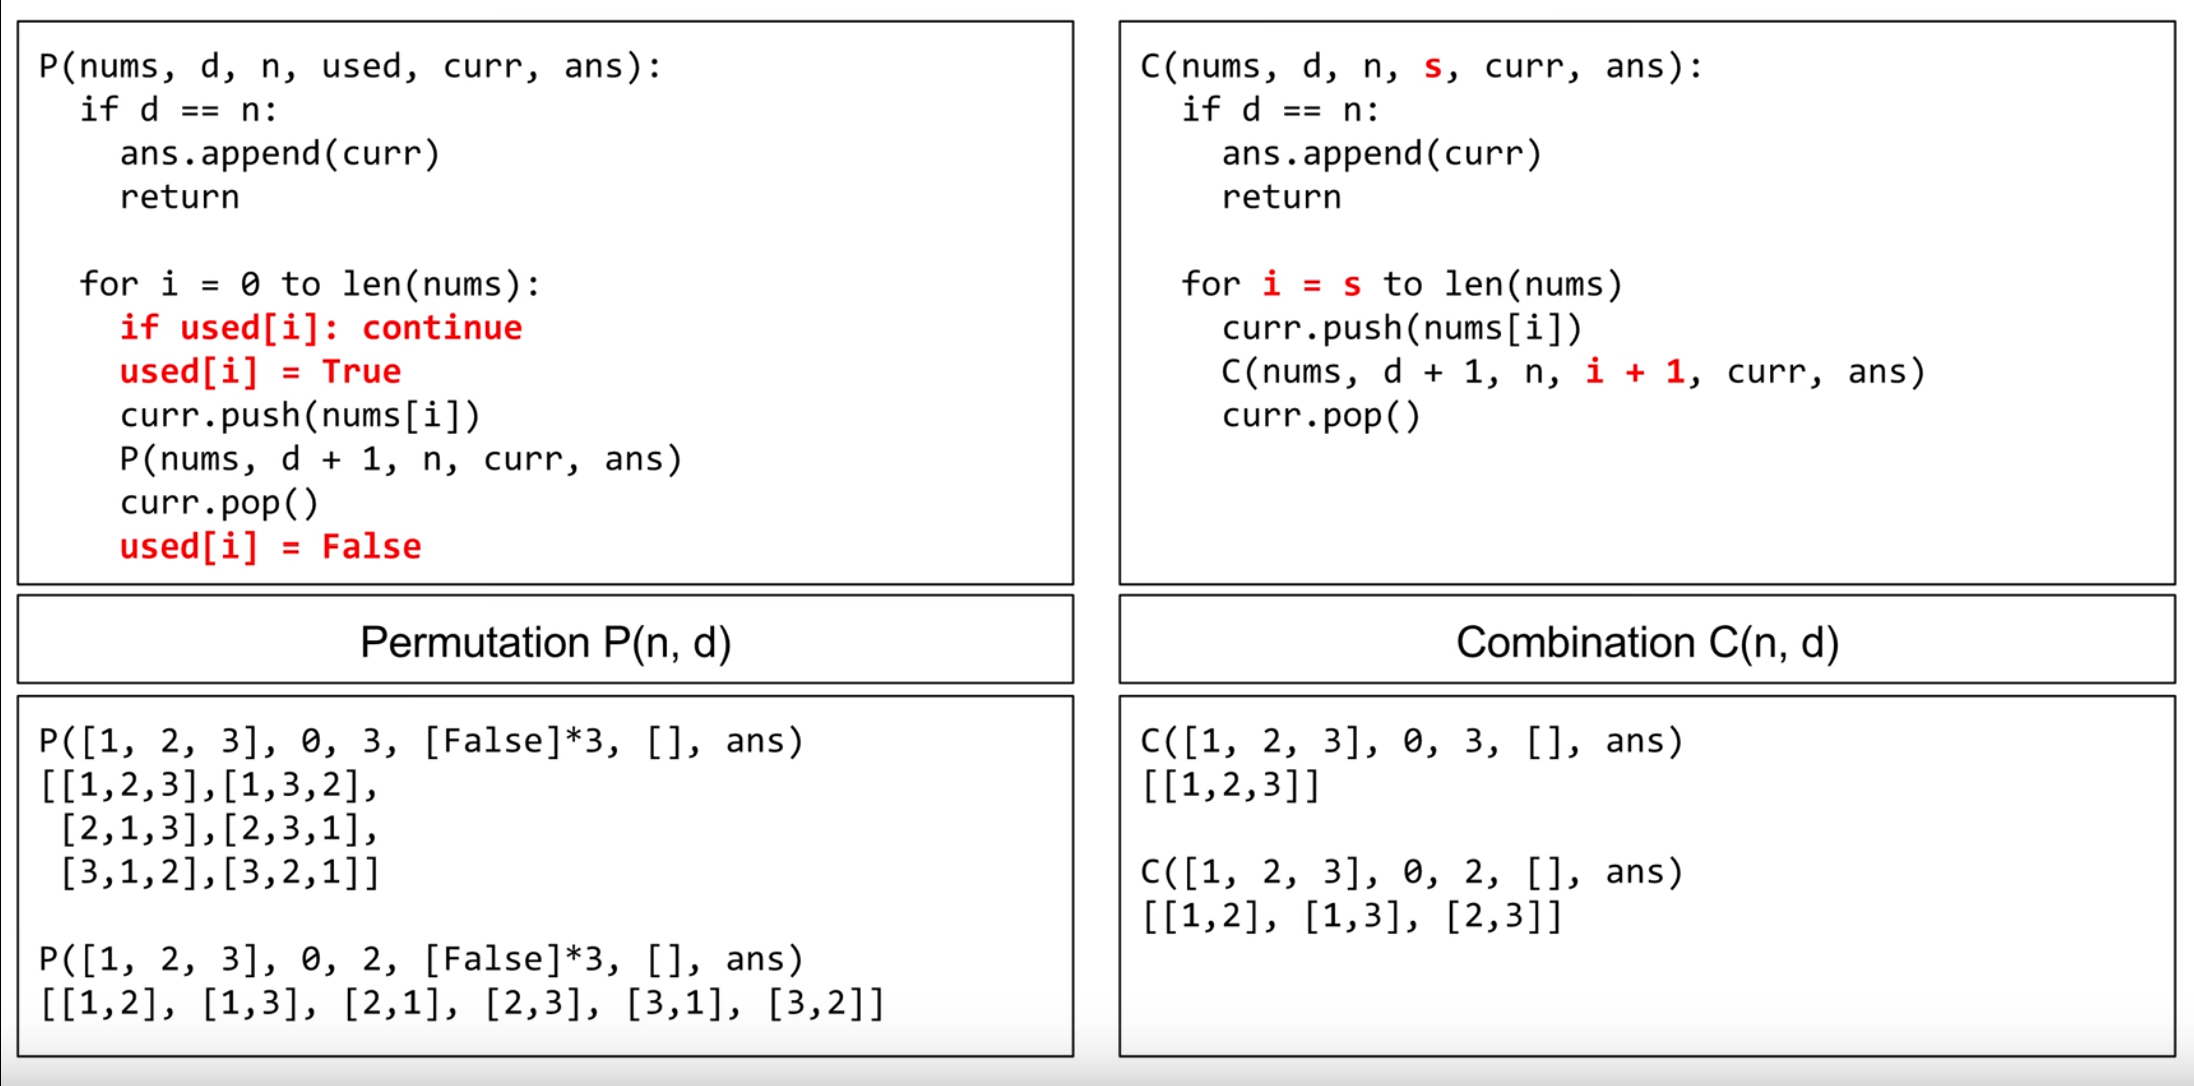 P(nums, d, n, used, curr, ans):
  if d == n:
    ans.append(curr)
    return

  for i = 0 to len(nums):
    if used[i]: continue
    used[i] = True
    curr.push(nums[i])
    P(nums, d + 1, n, curr, ans)
    curr.pop()
    used[i] = False
Permutation P(n, d)
P([1, 2, 3], 0, 3, [False]*3, [], ans)
[[1,2,3],[1,3,2],
 [2,1,3],[2,3,1],
 [3,1,2],[3,2,1]]

P([1, 2, 3], 0, 2, [False]*3, [], ans)
[[1,2], [1,3], [2,1], [2,3], [3,1], [3,2]]
C(nums, d, n, s, curr, ans):
  if d == n:
    ans.append(curr)
    return

  for i = s to len(nums)
    curr.push(nums[i])
    C(nums, d + 1, n, i + 1, curr, ans)
    curr.pop()
Combination C(n, d)
C([1, 2, 3], 0, 3, [], ans)
[[1,2,3]]

C([1, 2, 3], 0, 2, [], ans)
[[1,2], [1,3], [2,3]]